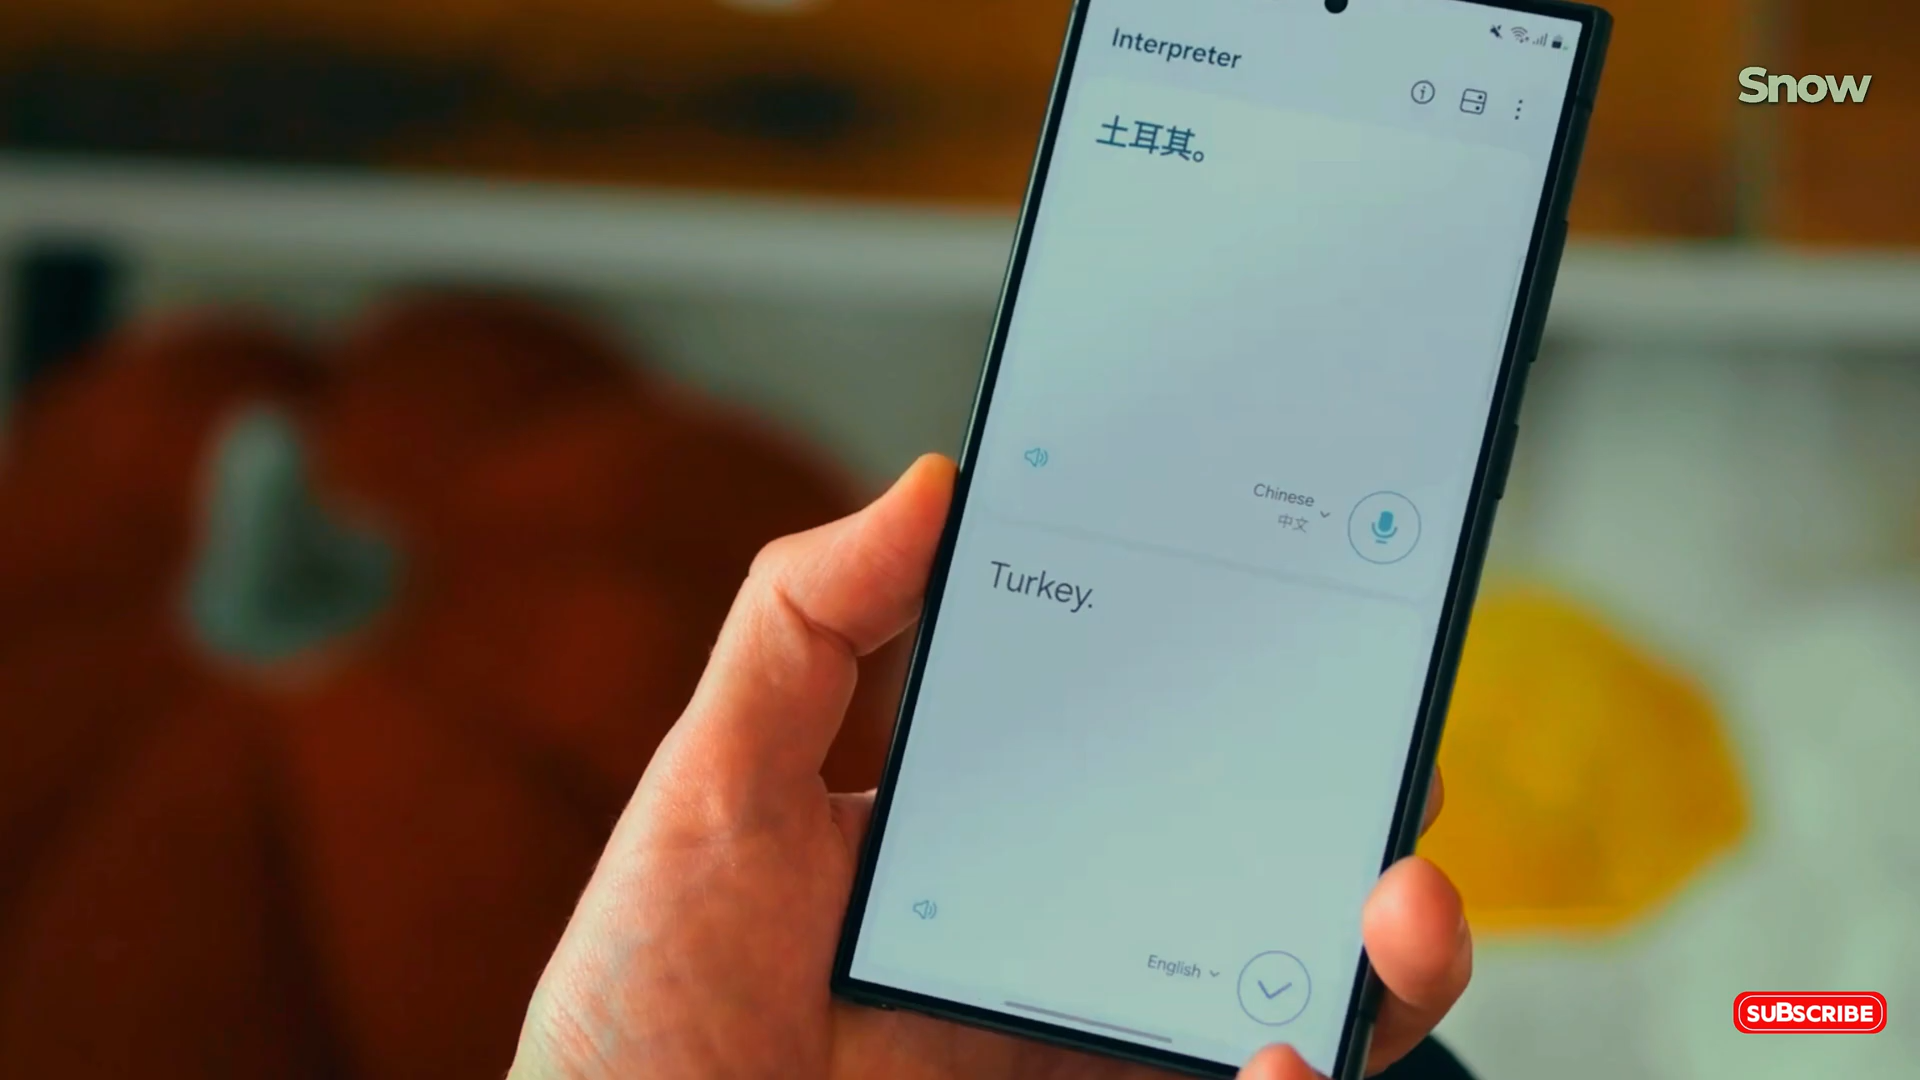 Interpreter
Snow
土耳其。
Chinese
中文
Turkey.
English
SUBSCRIBE